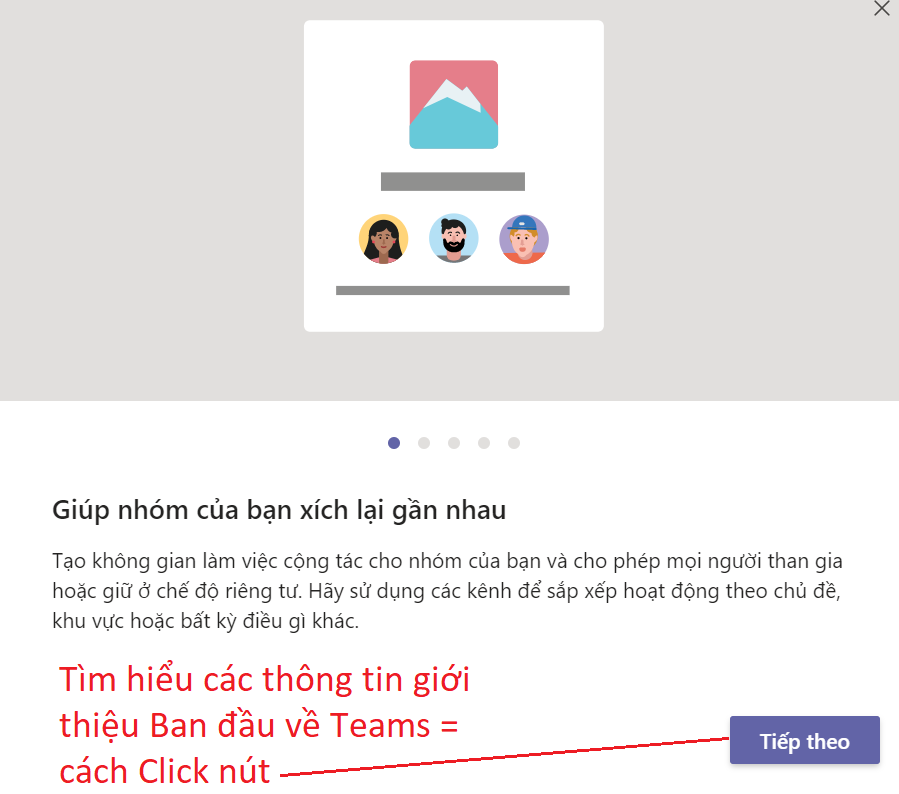 Giúp nhóm của bạn xích lại gần nhau
Tạo không gian làm việc cộng tác cho nhóm của bạn và cho phép mọi người than gia
hoặc giữ ở chế độ riêng tư. Hãy sử dụng các kênh để sắp xếp hoạt động theo chủ đề,
khu vực hoặc bất kỳ điều gì khác.
Tìm hiểu các thông tin giới
thiệu Ban đầu về Teams =
cách Click nút
Tiếp theo